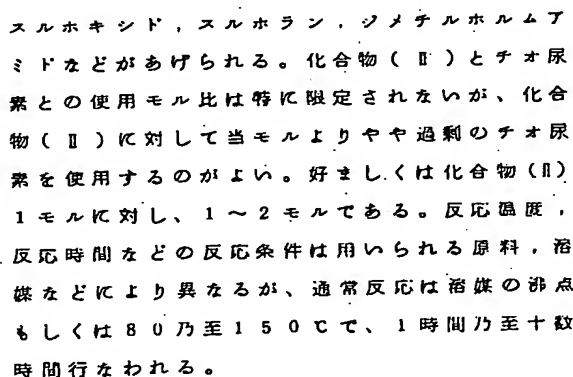 スルホキシド，スルホラン，ジメチルホルムア
ミドなどがあげられる。化合物（Ⅱ）とチオ尿
素との使用モル比は特に限定されないが、化合
物（Ⅱ）に対して当モルよりやや過剰のチオ尿
素を使用するのがよい。好ましくは化合物(Ⅱ)
1モルに対し、1～2モルである。反応温度，
反応時間などの反応条件は用いられる原料，溶
媒などにより異なるが、通常反応は溶媒の沸点
もしくは80乃至150℃で、1時間乃至十数
時間行なわれる。